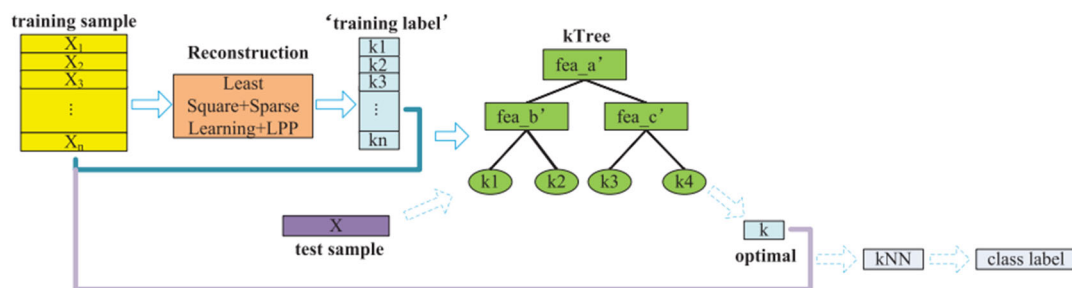 training sample
X1
X2
X3
⋮
Xn
Reconstruction
Least
Square+Sparse
Learning+LPP
‘training label’
k1
k2
k3
⋮
kn
kTree
fea_a’
fea_b’
fea_c’
k1
k2
k3
k4
X
test sample
k
optimal
kNN
class label